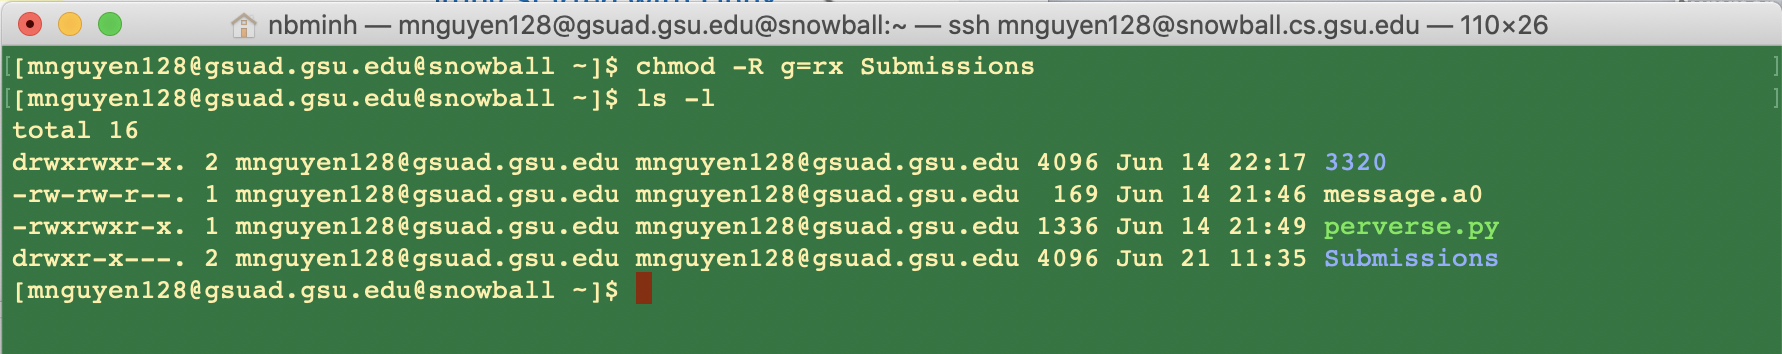 nbminh — mnguyen128@gsuad.gsu.edu@snowball:~ — ssh mnguyen128@snowball.cs.gsu.edu — 110×26
[[mnguyen128@gsuad.gsu.edu@snowball ~]$ chmod -R g=rx Submissions ]
[[mnguyen128@gsuad.gsu.edu@snowball ~]$ ls -l ]
total 16
drwxrwxr-x. 2 mnguyen128@gsuad.gsu.edu mnguyen128@gsuad.gsu.edu 4096 Jun 14 22:17 3320
-rw-rw-r--. 1 mnguyen128@gsuad.gsu.edu mnguyen128@gsuad.gsu.edu  169 Jun 14 21:46 message.a0
-rwxrwxr-x. 1 mnguyen128@gsuad.gsu.edu mnguyen128@gsuad.gsu.edu 1336 Jun 14 21:49 perverse.py
drwxr-x---. 2 mnguyen128@gsuad.gsu.edu mnguyen128@gsuad.gsu.edu 4096 Jun 21 11:35 Submissions
[mnguyen128@gsuad.gsu.edu@snowball ~]$